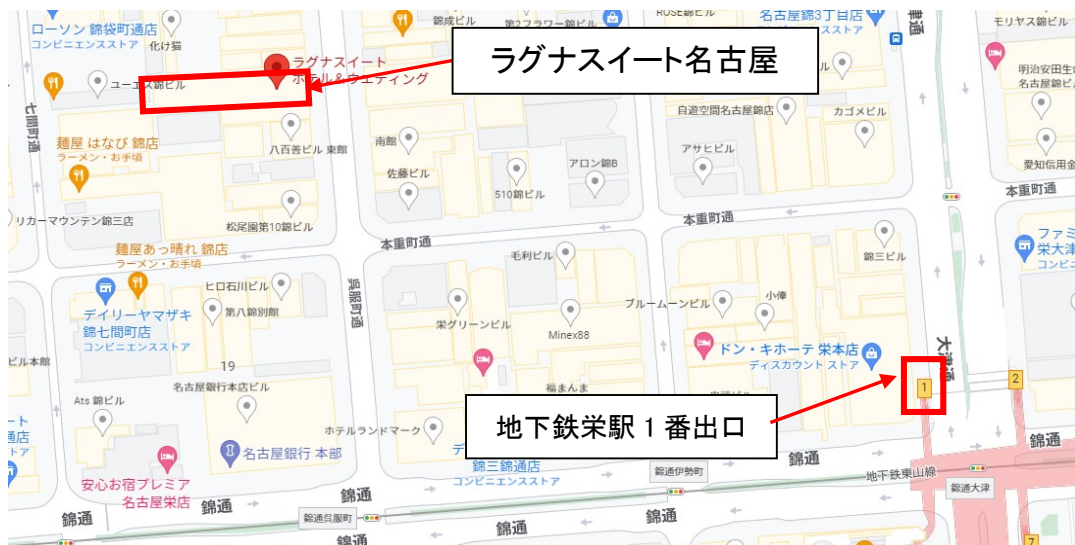 ローソン 錦袋町通店
コンビニエンスストア
化け猫
錦成ビル
第2フラワー錦ビル
ROSE錦ビル
名古屋錦3丁目店
モリヤス錦ビル
ラグナスイート
ホテル&ウエディング
ラグナスイート名古屋
ユーエス錦ビル
七間町通
麺屋 はなび 錦店
ラーメン・お手頃
八百善ビル 東館
南館
佐藤ビル
510錦ビル
アロン錦B
自遊空間名古屋錦店
カゴメビル
アサヒビル
明治安田生
名古屋錦ビ
愛知信用金
本重町通
リカーマウンテン錦三店
松尾園第10錦ビル
本重町通
本重町通
麺屋あっ晴れ 錦店
ラーメン・お手頃
毛利ビル
錦三ビル
ファミ
栄大津
コンビニ
デイリーヤマザキ
錦七間町店
コンビニエンスストア
ヒロ石川ビル
第八錦別館
呉服町通
栄グリーンビル
Minex88
ブルームーンビル
小倖
ドン・キホーテ 栄本店
ディスカウント ストア
大津通
1
2
ビル本館
19
名古屋銀行本店ビル
Ats 錦ビル
福まんま
地下鉄栄駅 1 番出口
ホテルランドマーク
名古屋銀行 本部
安心お宿プレミア
名古屋栄店
錦三錦通店
コンビニエンスストア
錦通伊勢町
錦通
地下鉄東山線
錦通
錦通大津
錦通
錦通
錦通
錦通呉服町
錦通
錦通
錦通
7